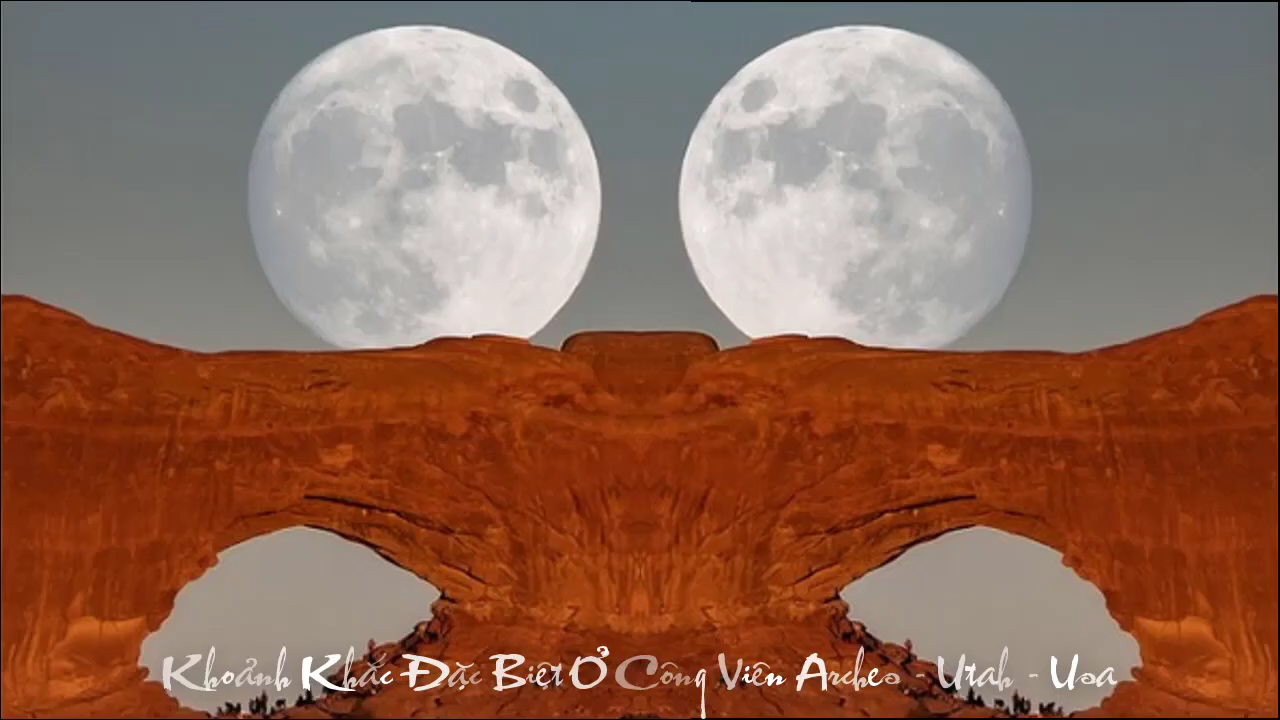 Khoảnh Khắc Đặc Biệt Ở Công Viên Arches - Utah - Usa